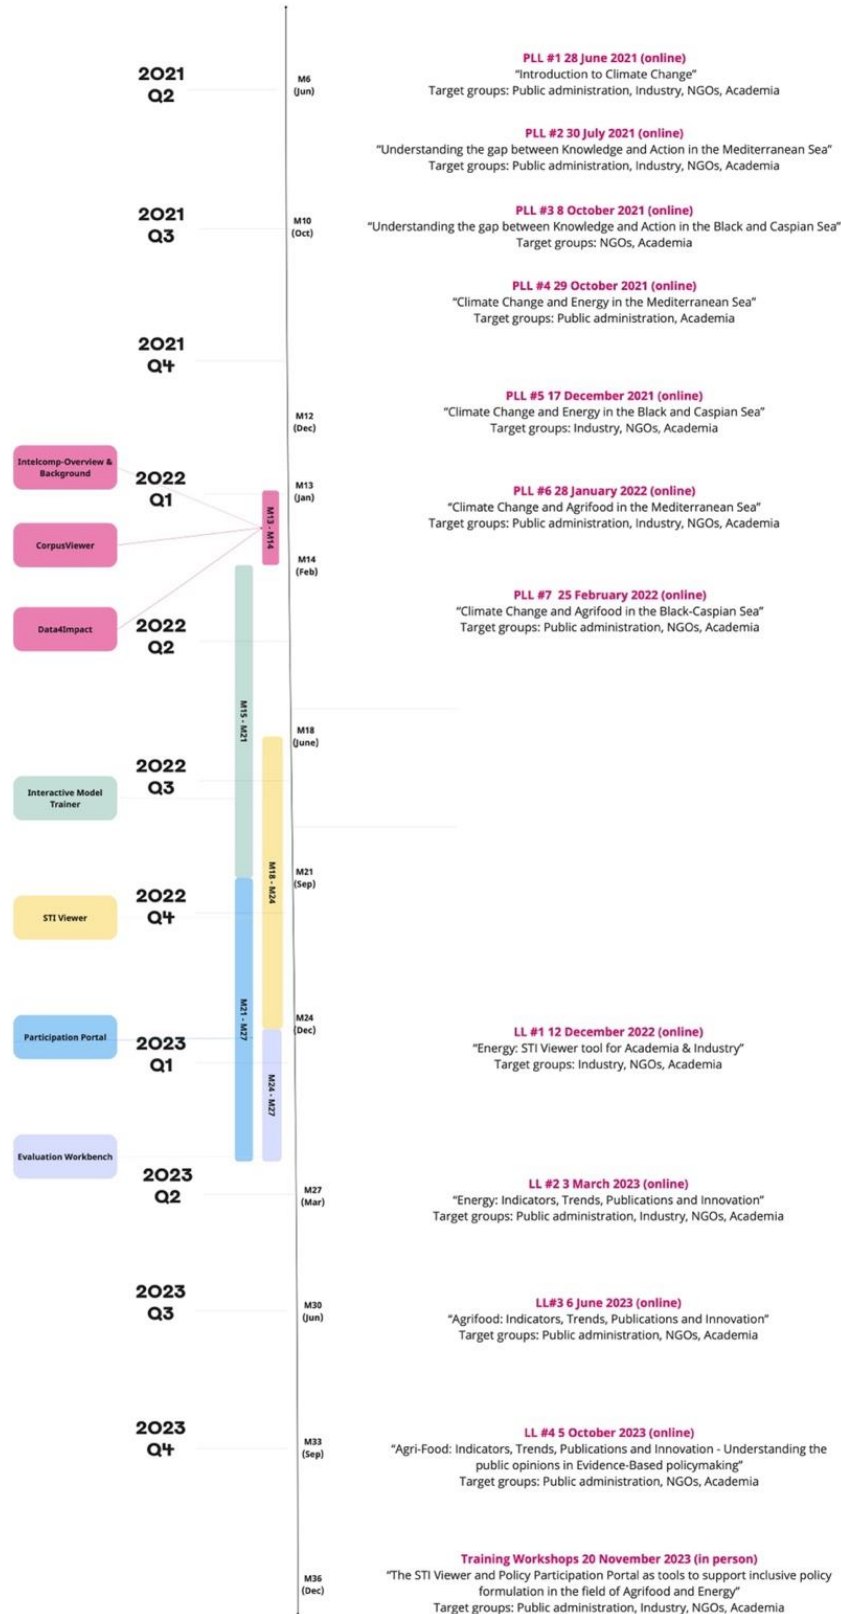 2021
Q2
M6
(Jun)
PLL #1 28 June 2021 (online)
“Introduction to Climate Change”
Target groups: Public administration, Industry, NGOs, Academia
PLL #2 30 July 2021 (online)
“Understanding the gap between Knowledge and Action in the Mediterranean Sea”
Target groups: Public administration, Industry, NGOs, Academia
2021
Q3
M10
(Oct)
PLL #3 8 October 2021 (online)
“Understanding the gap between Knowledge and Action in the Black and Caspian Sea”
Target groups: NGOs, Academia
PLL #4 29 October 2021 (online)
“Climate Change and Energy in the Mediterranean Sea”
Target groups: Public administration, Academia
2021
Q4
M12
(Dec)
PLL #5 17 December 2021 (online)
“Climate Change and Energy in the Black and Caspian Sea”
Target groups: Industry, NGOs, Academia
Intelcomp-Overview &
Background
2022
Q1
M13
(Jan)
M13 - M14
PLL #6 28 January 2022 (online)
“Climate Change and Agrifood in the Mediterranean Sea”
Target groups: Public administration, Industry, NGOs, Academia
CorpusViewer
M14
(Feb)
PLL #7 25 February 2022 (online)
“Climate Change and Agrifood in the Black-Caspian Sea”
Target groups: Public administration, NGOs, Academia
Data4Impact
2022
Q2
M15 - M21
M18
(June)
2022
Q3
Interactive Model
Trainer
M18 - M24
M21
(Sep)
2022
Q4
STI Viewer
M21 - M27
M24
(Dec)
Participation Portal
2023
Q1
LL #1 12 December 2022 (online)
“Energy: STI Viewer tool for Academia & Industry”
Target groups: Industry, NGOs, Academia
M24 - M27
Evaluation Workbench
2023
Q2
M27
(Mar)
LL #2 3 March 2023 (online)
“Energy: Indicators, Trends, Publications and Innovation”
Target groups: Public administration, Industry, NGOs, Academia
2023
Q3
M30
(Jun)
LL#3 6 June 2023 (online)
“Agrifood: Indicators, Trends, Publications and Innovation”
Target groups: Public administration, NGOs, Academia
2023
Q4
M33
(Sep)
LL #4 5 October 2023 (online)
“Agri-Food: Indicators, Trends, Publications and Innovation - Understanding the
public opinions in Evidence-Based policymaking”
Target groups: Public administration, NGOs, Academia
M36
(Dec)
Training Workshops 20 November 2023 (in person)
“The STI Viewer and Policy Participation Portal as tools to support inclusive policy
formulation in the field of Agrifood and Energy”
Target groups: Public administration, Industry, NGOs, Academia